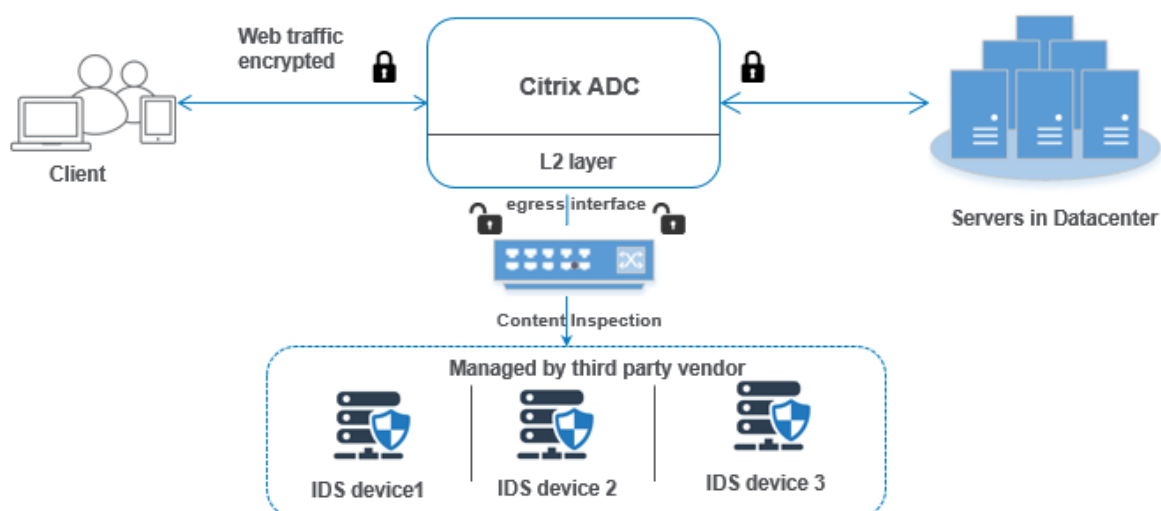 Web traffic
encrypted
Citrix ADC
L2 layer
Client
egress interface
Servers in Datacenter
Content Inspection
Managed by third party vendor
IDS device1
IDS device 2
IDS device 3